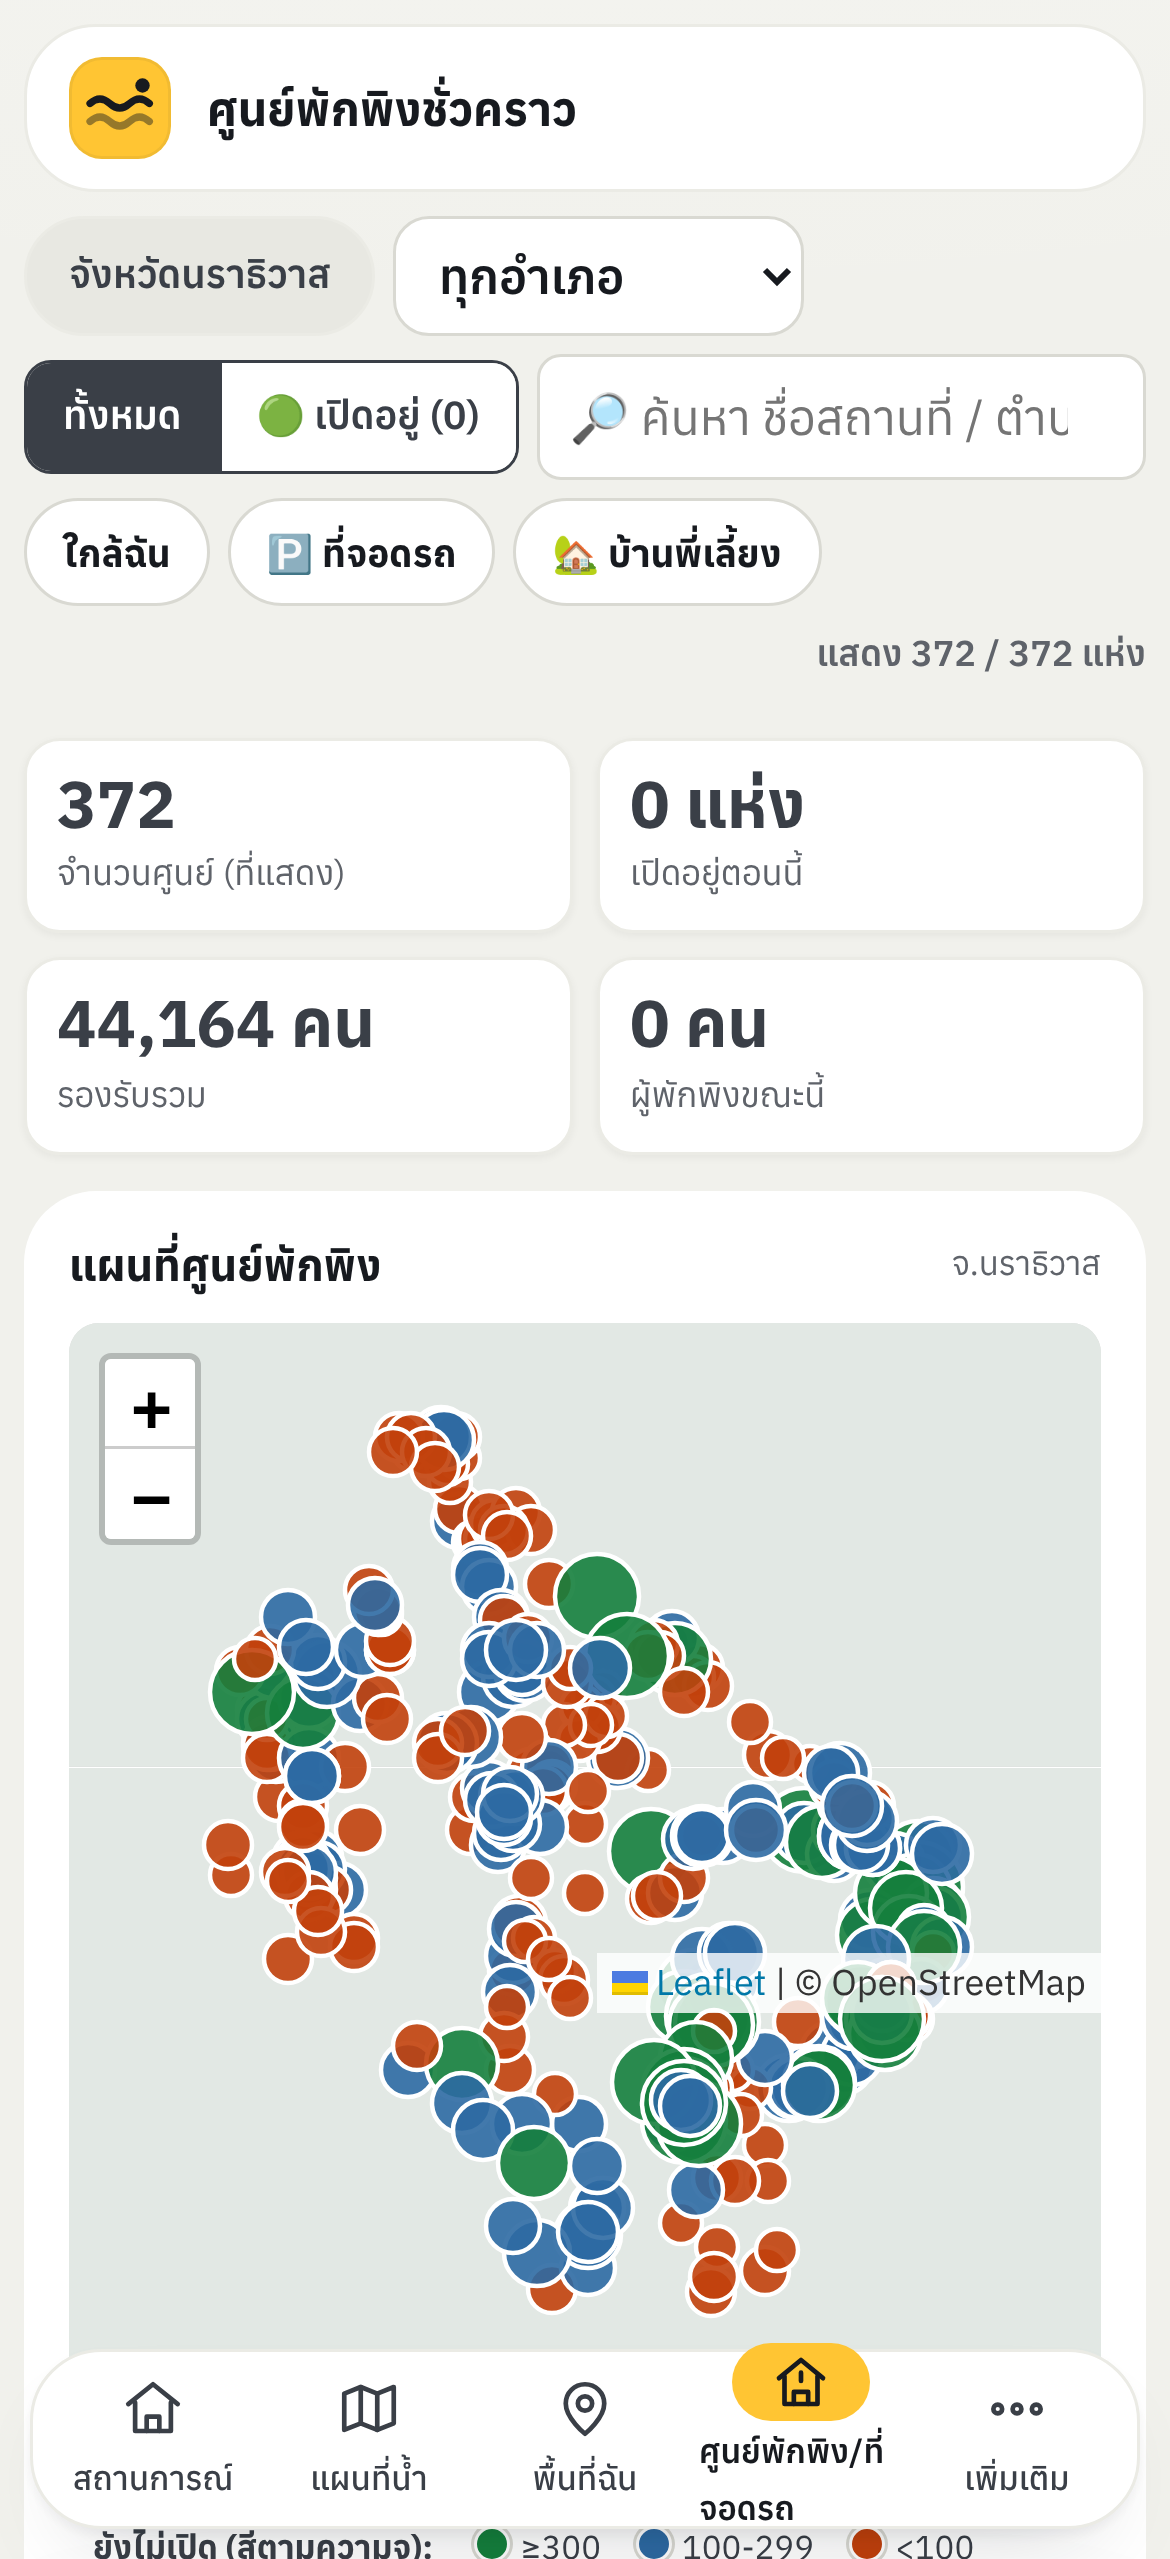 ศูนย์พักพิงชั่วคราว
จังหวัดนราธิวาส
ทุกอำเภอ
ทั้งหมด
เปิดอยู่ (0)
ค้นหา ชื่อสถานที่ / ตำบ
ใกล้ฉัน
P ที่จอดรถ
บ้านพี่เลี้ยง
แสดง 372 / 372 แห่ง
372
จำนวนศูนย์ (ที่แสดง)
0 แห่ง
เปิดอยู่ตอนนี้
44,164 คน
รองรับรวม
0 คน
ผู้พักพิงขณะนี้
แผนที่ศูนย์พักพิง
จ.นราธิวาส
+
−
Leaflet | © OpenStreetMap
สถานการณ์
แผนที่น้ำ
พื้นที่ฉัน
ศูนย์พักพิง/ที่
จอดรถ
เพิ่มเติม
ยังไม่เปิด (สีตามความจุ): ≥300 100-299 <100